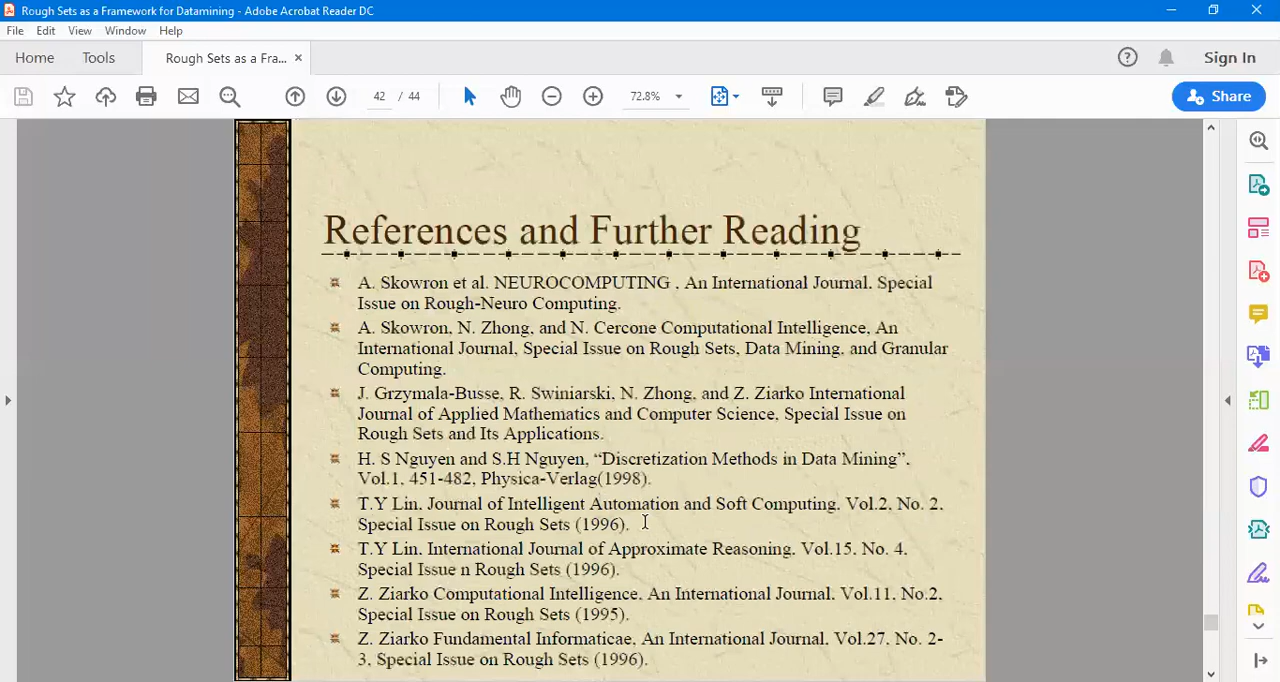 Rough Sets as a Framework for Datamining - Adobe Acrobat Reader DC
File Edit View Window Help
Home Tools Rough Sets as a Fra... × Sign In
42 / 44 72.8% Share
References and Further Reading
A. Skowron et al. NEUROCOMPUTING , An International Journal, Special
Issue on Rough-Neuro Computing.
A. Skowron, N. Zhong, and N. Cercone Computational Intelligence, An
International Journal, Special Issue on Rough Sets, Data Mining, and Granular
Computing.
J. Grzymala-Busse, R. Swiniarski, N. Zhong, and Z. Ziarko International
Journal of Applied Mathematics and Computer Science, Special Issue on
Rough Sets and Its Applications.
H. S Nguyen and S.H Nguyen, “Discretization Methods in Data Mining”,
Vol.1, 451-482, Physica-Verlag(1998).
T.Y Lin, Journal of Intelligent Automation and Soft Computing, Vol.2, No. 2,
Special Issue on Rough Sets (1996).
T.Y Lin, International Journal of Approximate Reasoning, Vol.15, No. 4,
Special Issue n Rough Sets (1996).
Z. Ziarko Computational Intelligence, An International Journal, Vol.11, No.2,
Special Issue on Rough Sets (1995).
Z. Ziarko Fundamental Informaticae, An International Journal, Vol.27, No. 2-
3, Special Issue on Rough Sets (1996).